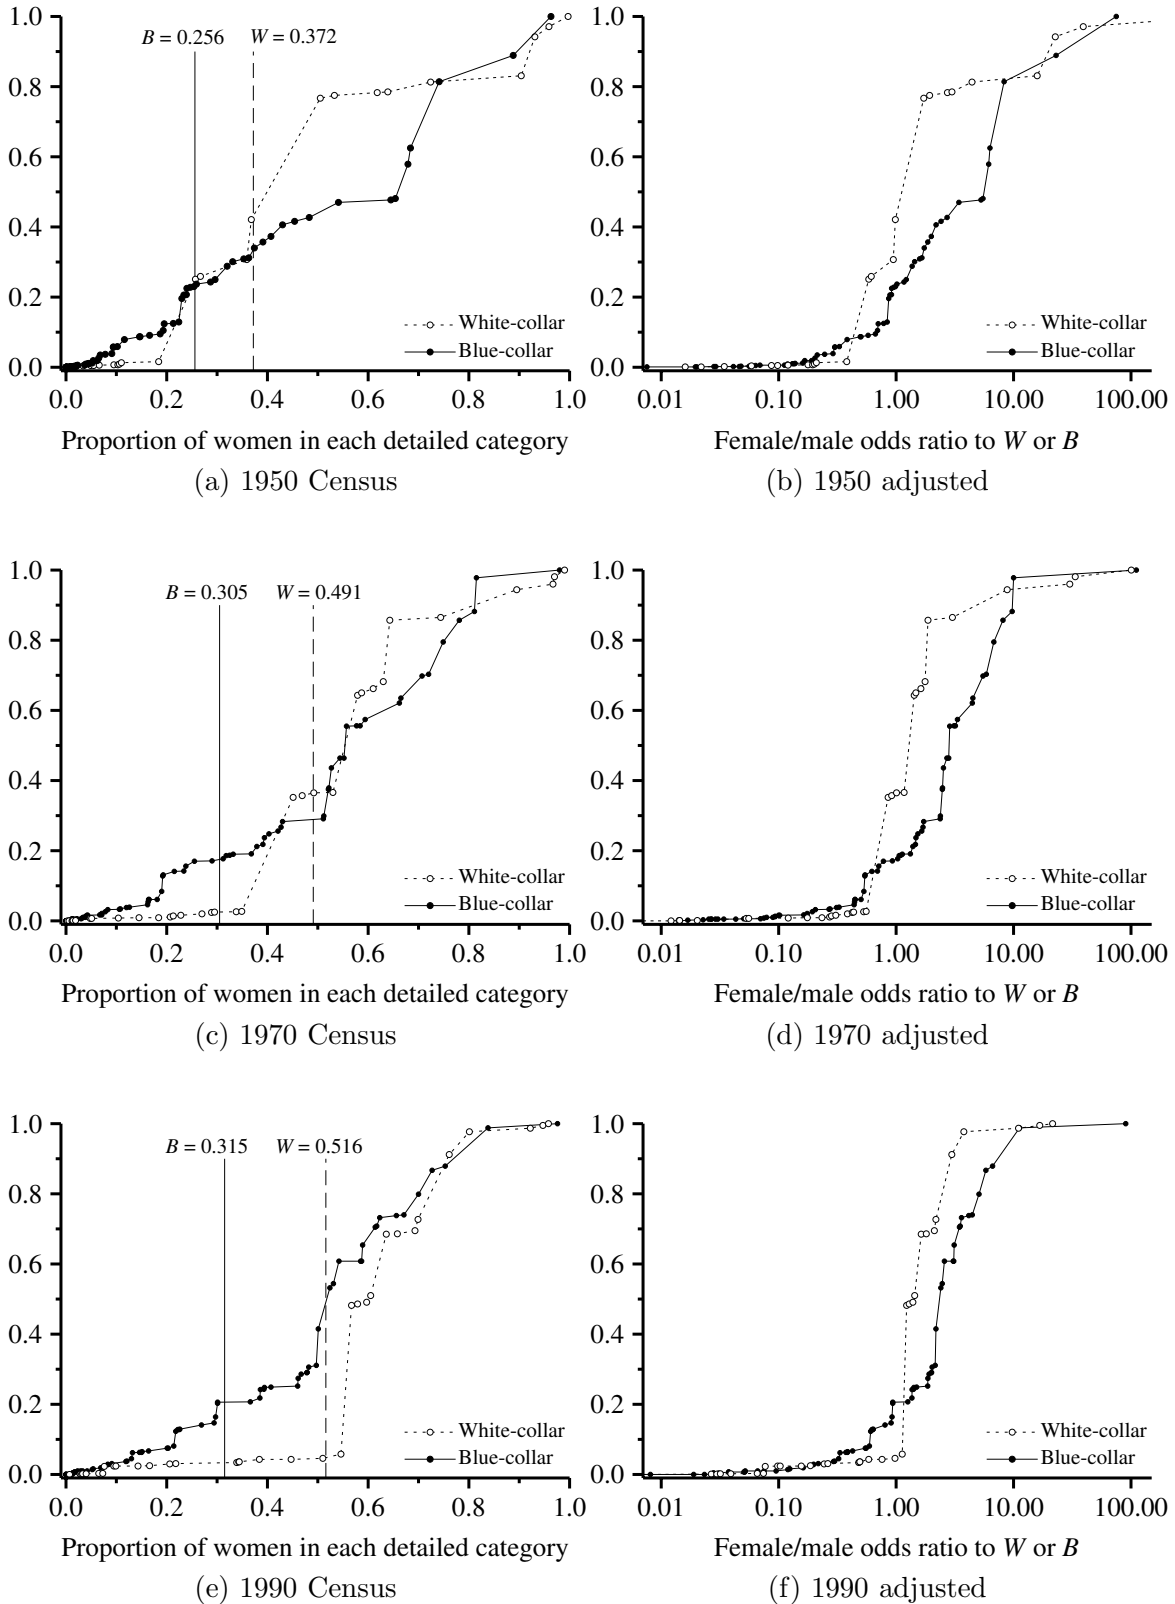 1.0
0.8
0.6
0.4
0.2
0.0
B = 0.256 W = 0.372
White-collar
Blue-collar
0.0 0.2 0.4 0.6 0.8 1.0
Proportion of women in each detailed category
(a) 1950 Census
1.0
0.8
0.6
0.4
0.2
0.0
White-collar
Blue-collar
0.01 0.10 1.00 10.00 100.00
Female/male odds ratio to W or B
(b) 1950 adjusted
1.0
0.8
0.6
0.4
0.2
0.0
B = 0.305 W = 0.491
White-collar
Blue-collar
0.0 0.2 0.4 0.6 0.8 1.0
Proportion of women in each detailed category
(c) 1970 Census
1.0
0.8
0.6
0.4
0.2
0.0
White-collar
Blue-collar
0.01 0.10 1.00 10.00 100.00
Female/male odds ratio to W or B
(d) 1970 adjusted
1.0
0.8
0.6
0.4
0.2
0.0
B = 0.315 W = 0.516
White-collar
Blue-collar
0.0 0.2 0.4 0.6 0.8 1.0
Proportion of women in each detailed category
(e) 1990 Census
1.0
0.8
0.6
0.4
0.2
0.0
White-collar
Blue-collar
0.01 0.10 1.00 10.00 100.00
Female/male odds ratio to W or B
(f) 1990 adjusted